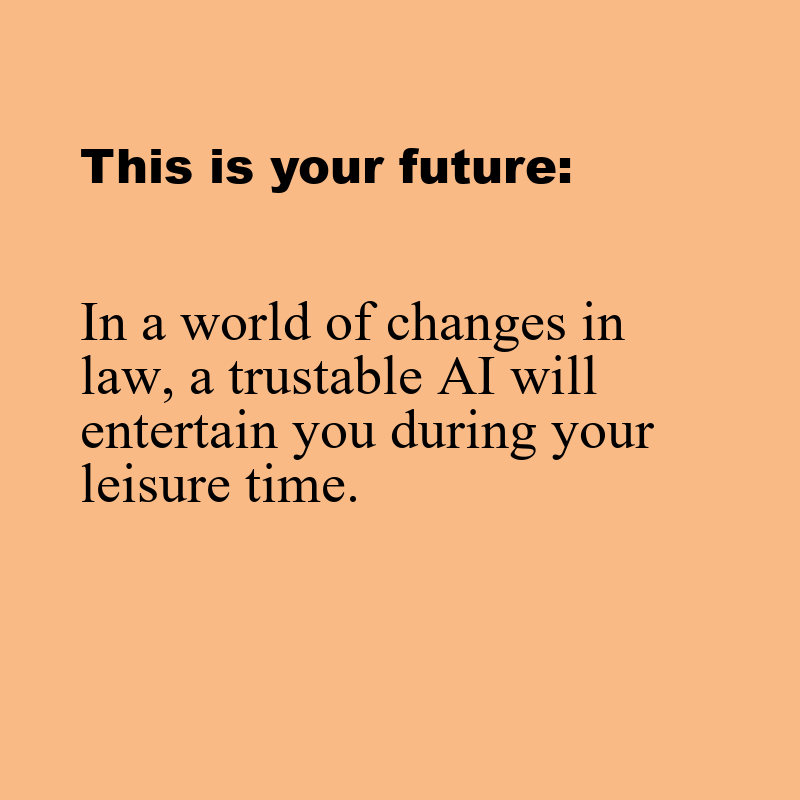 This is your future:
In a world of changes in
law, a trustable AI will
entertain you during your
leisure time.